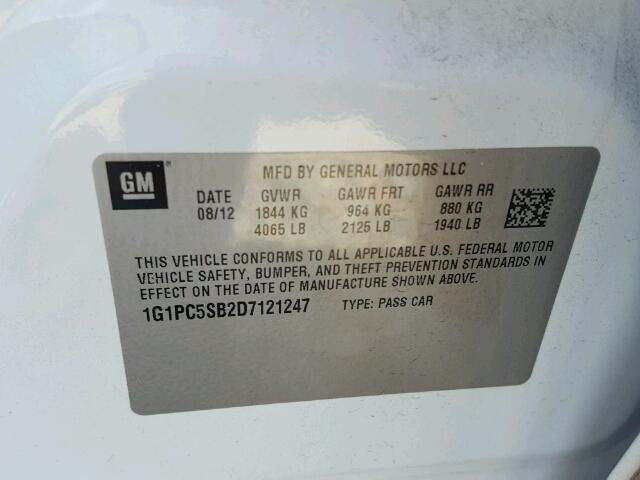 GM
MFD BY GENERAL MOTORS LLC
DATE GVWR GAWR FRT GAWR RR
08/12 1844 KG 964 KG 880 KG
4065 LB 2125 LB 1940 LB
THIS VEHICLE CONFORMS TO ALL APPLICABLE U.S. FEDERAL MOTOR
VEHICLE SAFETY, BUMPER, AND THEFT PREVENTION STANDARDS IN
EFFECT ON THE DATE OF MANUFACTURE SHOWN ABOVE.
1G1PC5SB2D7121247 TYPE: PASS CAR